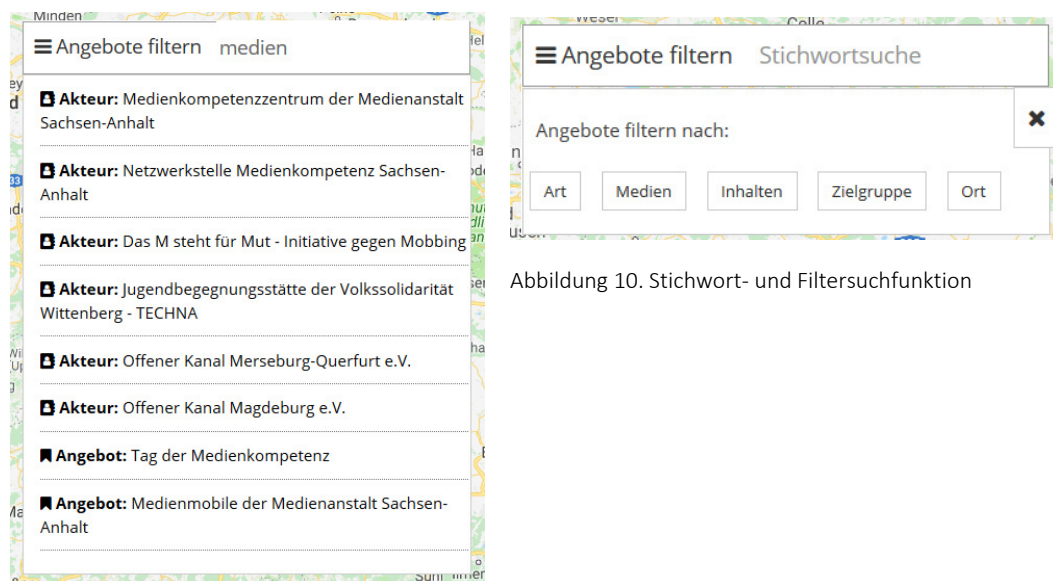 Minden
Angebote filtern medien
Akteur: Medienkompetenzzentrum der Medienanstalt
Sachsen-Anhalt
Akteur: Netzwerkstelle Medienkompetenz Sachsen-
Anhalt
Akteur: Das M steht für Mut - Initiative gegen Mobbing
Akteur: Jugendbegegnungsstätte der Volkssolidarität
Wittenberg - TECHNA
Akteur: Offener Kanal Merseburg-Querfurt e.V.
Akteur: Offener Kanal Magdeburg e.V.
Angebot: Tag der Medienkompetenz
Angebot: Medienmobile der Medienanstalt Sachsen-
Anhalt
Angebote filtern Stichwortsuche
Angebote filtern nach:
Art Medien Inhalten Zielgruppe Ort
Abbildung 10. Stichwort- und Filtersuchfunktion